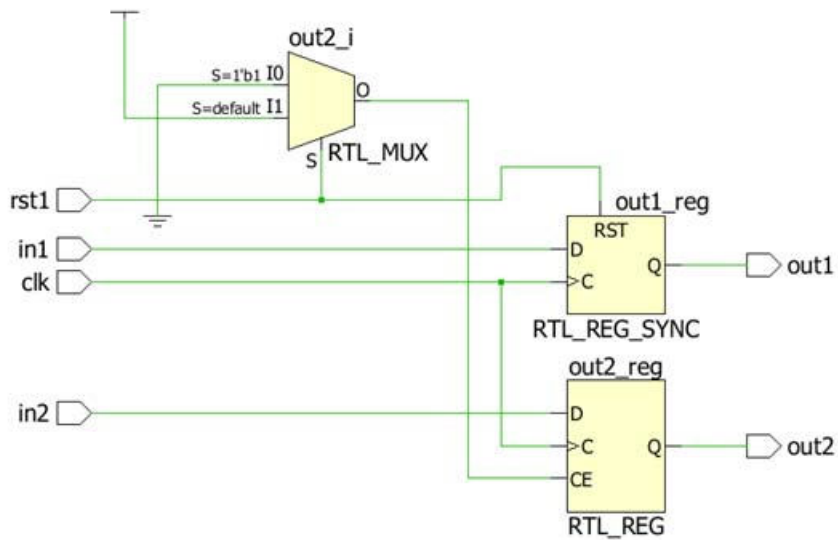 out2_i
S=1'b1 I0
S=default I1
O
S
RTL_MUX
rst1
out1_reg
RST
in1
D
Q
out1
clk
C
RTL_REG_SYNC
out2_reg
in2
D
C
Q
out2
CE
RTL_REG